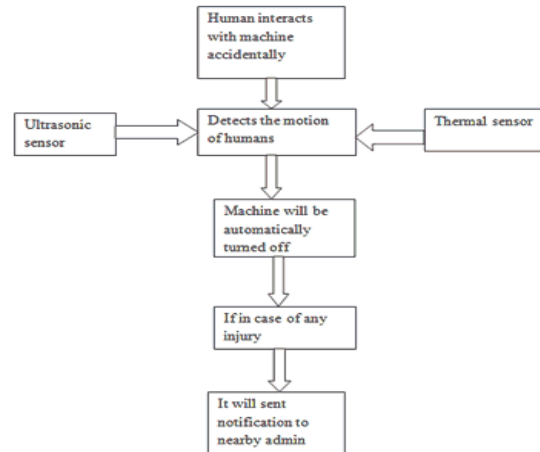 Human interacts
with machine
accidentally
Ultrasonic
sensor
Detects the motion
of humans
Thermal sensor
Machine will be
automatically
turned off
If in case of any
injury
It will sent
notification to
nearby admin